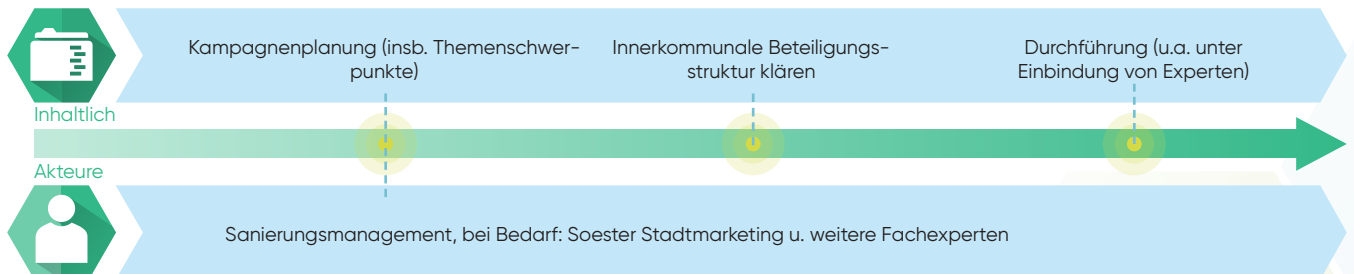 Kampagnenplanung (insb. Themenschwer-
punkte)
Innerkommunale Beteiligungs-
struktur klären
Durchführung (u.a. unter
Einbindung von Experten)
Inhaltlich
Akteure
Sanierungsmanagement, bei Bedarf: Soester Stadtmarketing u. weitere Fachexperten